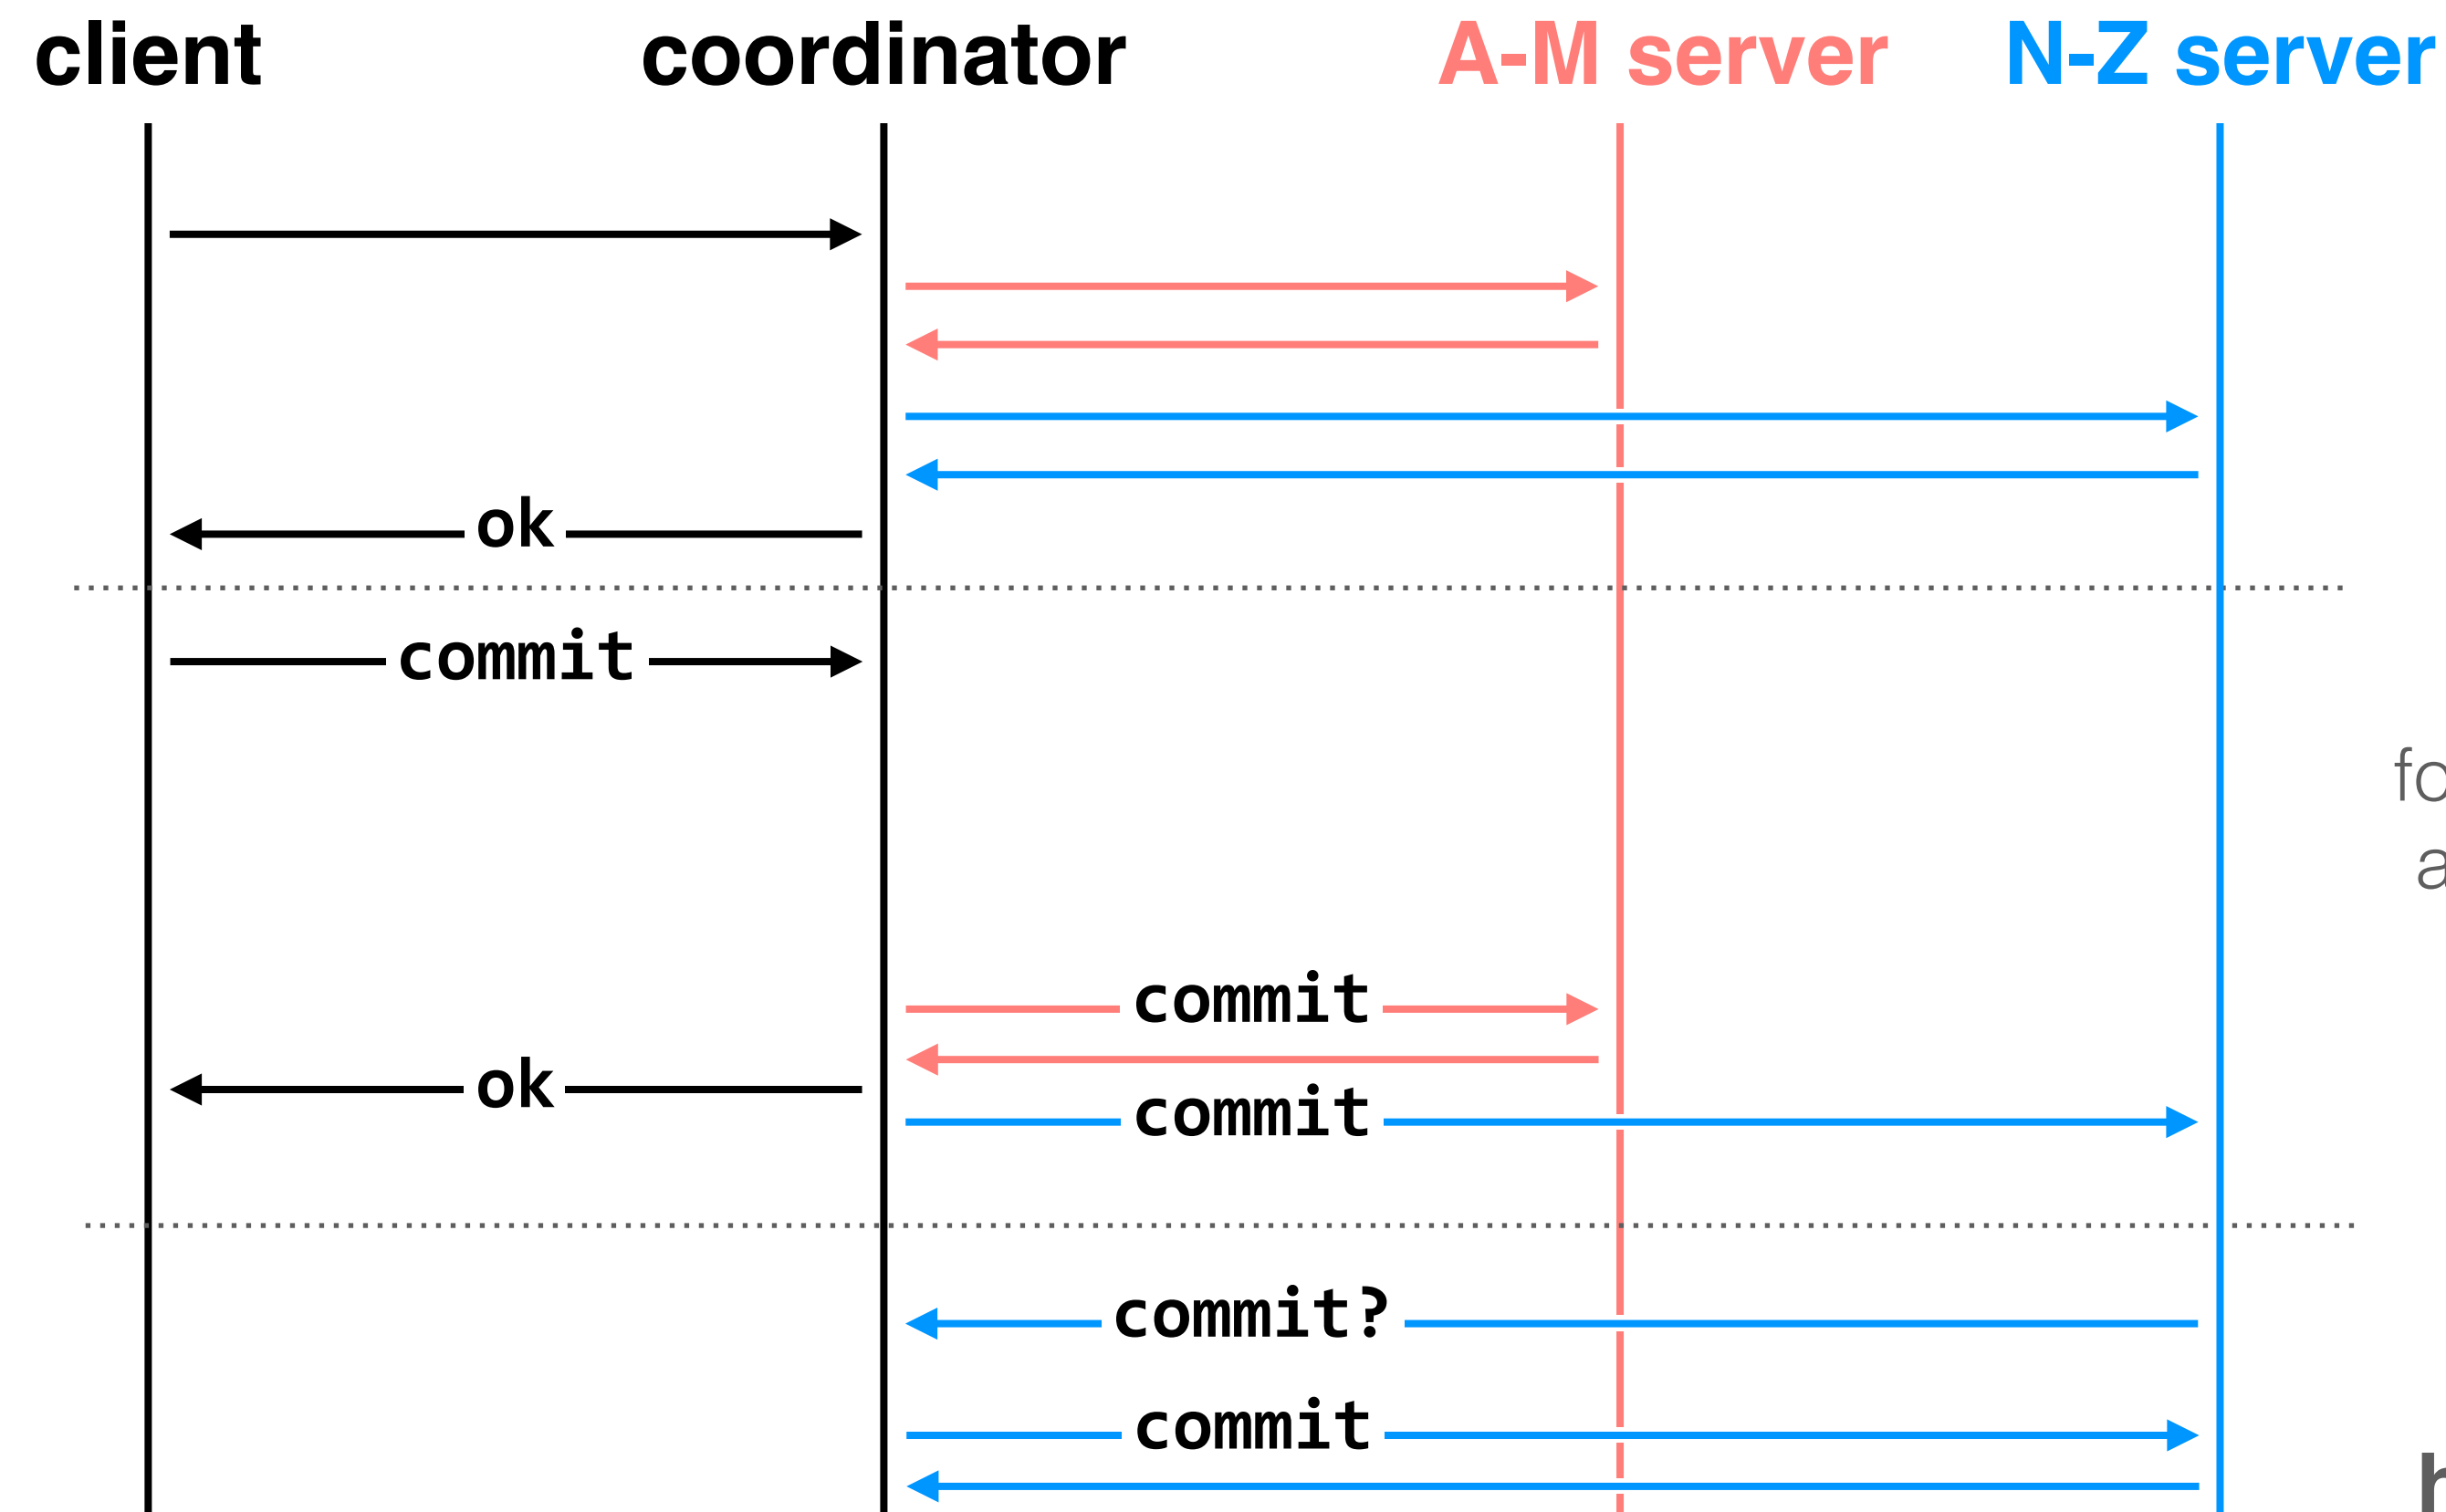 client coordinator A-M server N-Z server
ok
commit
commit
ok
commit
commit?
commit